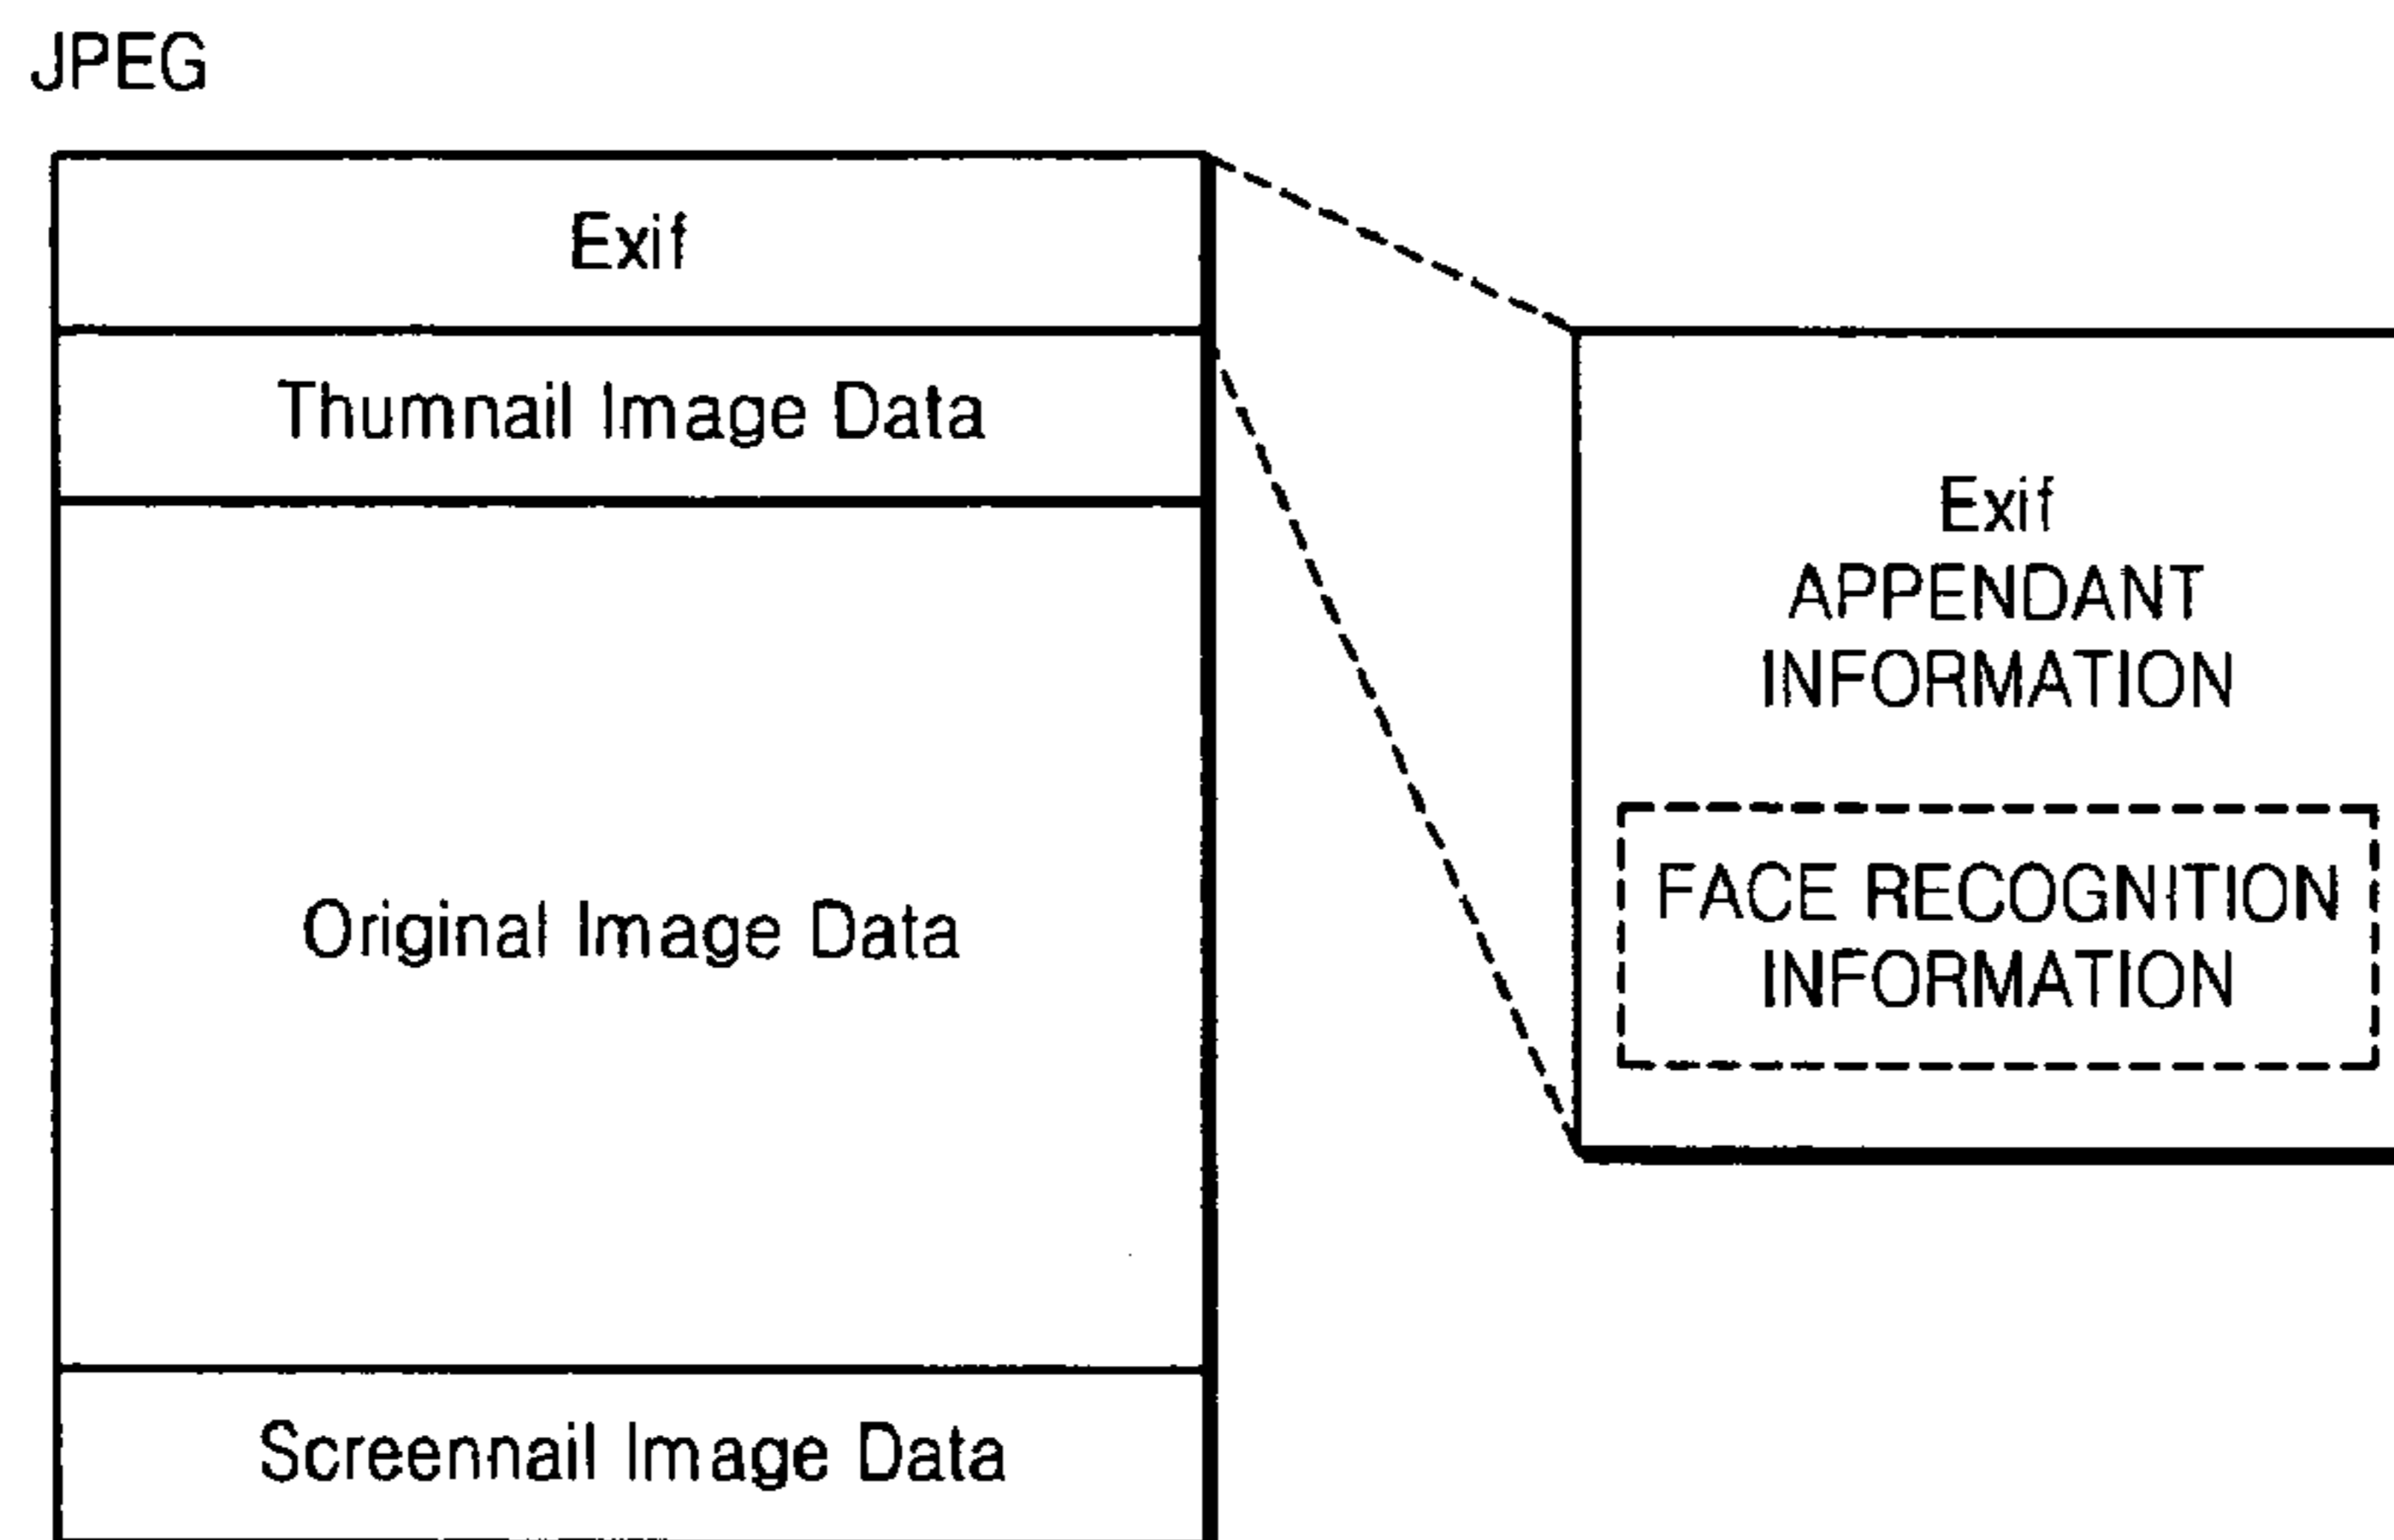 JPEG
Exif
Thumnail Image Data
Original Image Data
Screennail Image Data
Exif
APPENDANT
INFORMATION
FACE RECOGNITION
INFORMATION